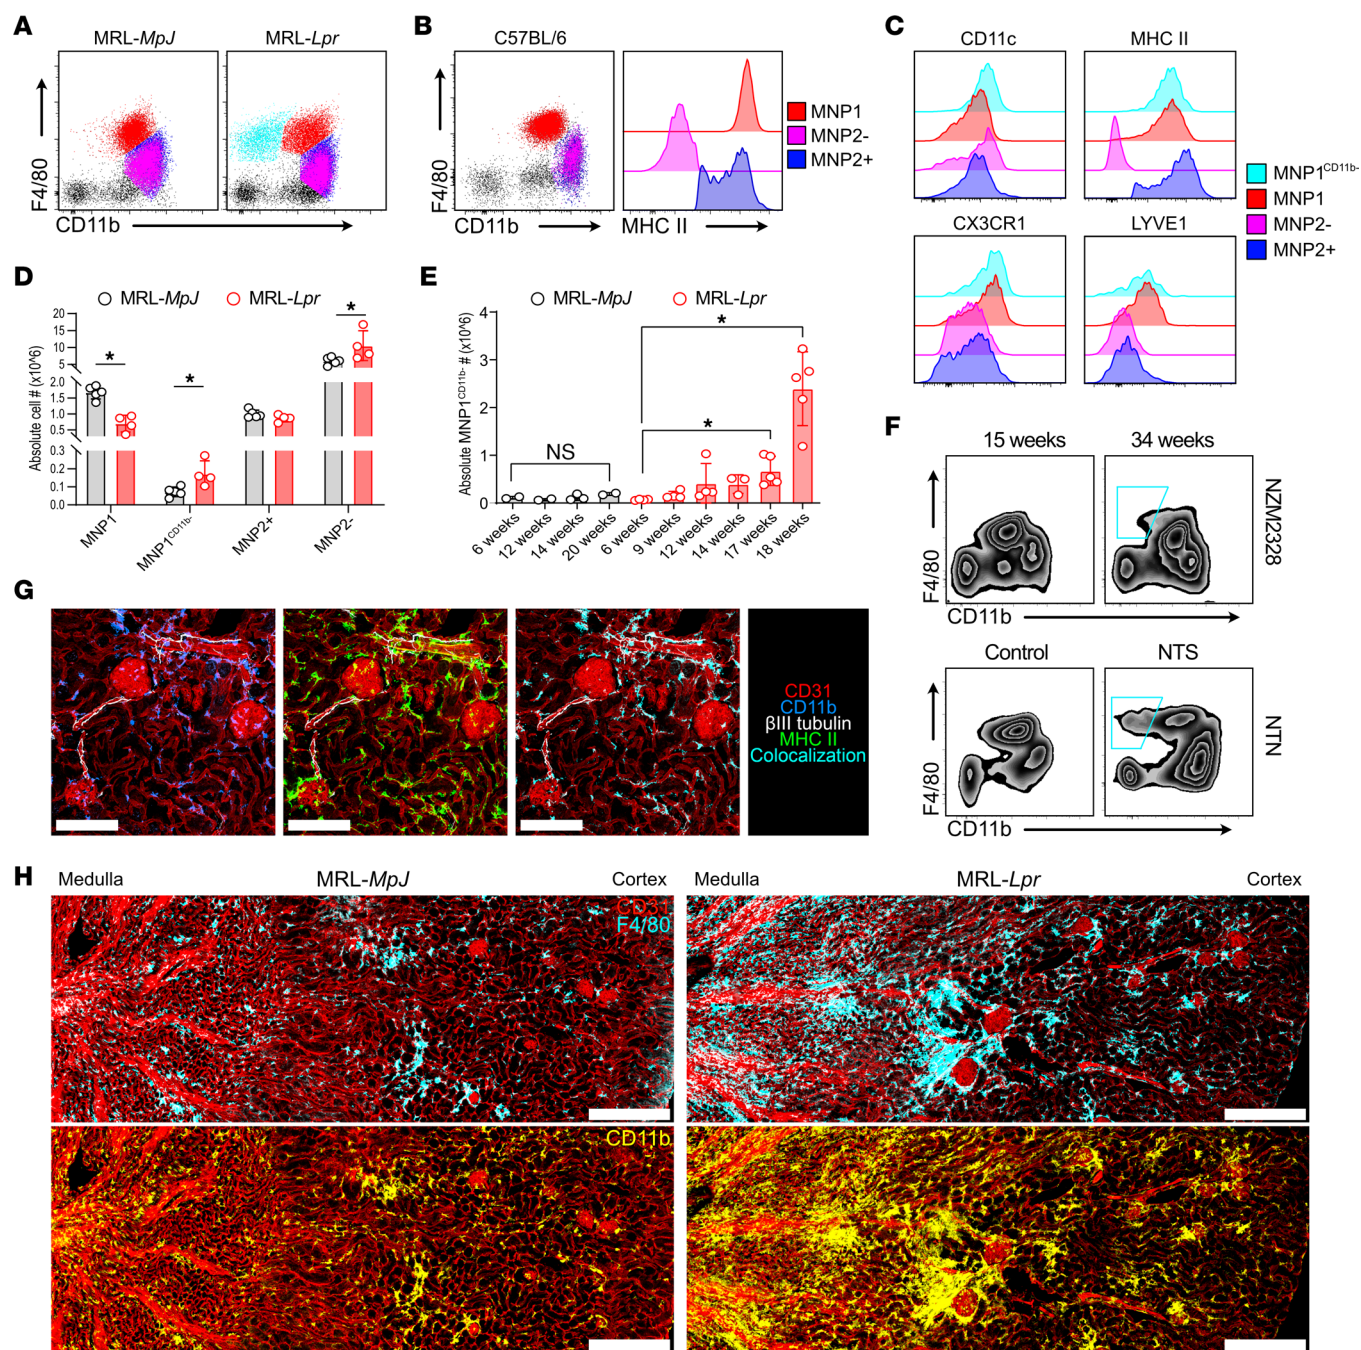 A
MRL-MpJ
MRL-Lpr
F4/80
CD11b
B
C57BL/6
F4/80
CD11b
MHC II
MNP1
MNP2-
MNP2+
C
CD11c
MHC II
CX3CR1
LYVE1
MNP1CD11b-
MNP1
MNP2-
MNP2+
D
MRL-MpJ
MRL-Lpr
Absolute cell # (x10^6)
20
15
10
5
2.0
1.5
1.0
0.5
0.3
0.2
0.1
0.0
*
*
*
MNP1
MNP1CD11b-
MNP2+
MNP2-
E
MRL-MpJ
MRL-Lpr
Absolute MNP1CD11b- # (x10^6)
4
3
2
1
0
NS
*
*
6 weeks
12 weeks
14 weeks
20 weeks
6 weeks
9 weeks
12 weeks
14 weeks
17 weeks
18 weeks
F
15 weeks
34 weeks
F4/80
CD11b
NZM2328
Control
NTS
F4/80
CD11b
NTN
G
CD31
CD11b
βIII tubulin
MHC II
Colocalization
H
Medulla
MRL-MpJ
Cortex
Medulla
MRL-Lpr
Cortex
CD31
F4/80
CD11b